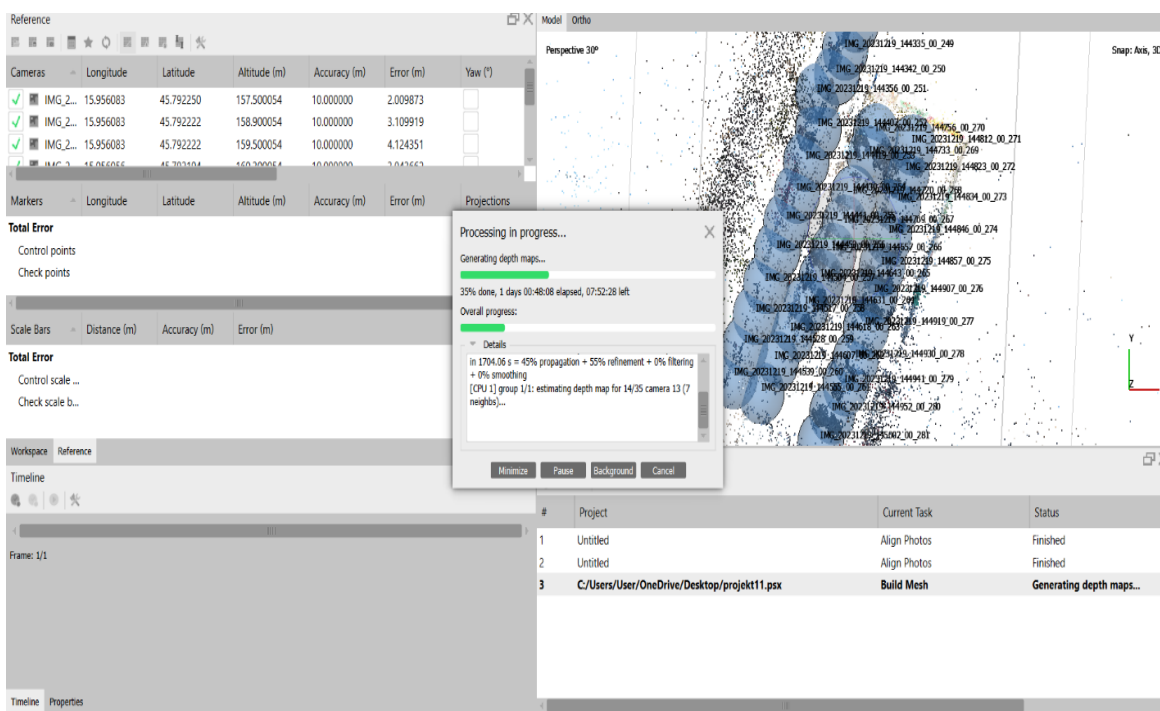 Reference
Cameras Longitude Latitude Altitude (m) Accuracy (m) Error (m) Yaw (°)
IMG_2... 15.956083 45.792250 157.500054 10.000000 2.009873
IMG_2... 15.956083 45.792222 158.900054 10.000000 3.109919
IMG_2... 15.956083 45.792222 159.500054 10.000000 4.124351
Markers Longitude Latitude Altitude (m) Accuracy (m) Error (m) Projections
Total Error
Control points
Check points
Scale Bars Distance (m) Accuracy (m) Error (m)
Total Error
Control scale ...
Check scale b...
Workspace Reference
Timeline
Frame: 1/1
Timeline Properties
Model Ortho
Perspective 30°
Snap: Axis, 3D
IMG_20231219_144335_00_249
IMG_20231219_144342_00_250
IMG_20231219_144356_00_251
IMG_20231219_144756_00_270
IMG_20231219_144812_00_271
IMG_20231219_144733_00_269
IMG_20231219_144823_00_272
IMG_20231219_144834_00_273
IMG_20231219_144846_00_274
IMG_20231219_144657_00_266
IMG_20231219_144857_00_275
IMG_20231219_144643_00_265
IMG_20231219_144907_00_276
IMG_20231219_144919_00_277
IMG_20231219_144528_00_259
IMG_20231219_144930_00_278
IMG_20231219_144539_00_260
IMG_20231219_144941_00_279
IMG_20231219_144952_00_280
IMG_20231219_145002_00_281
Y
Z
Processing in progress...
Generating depth maps...
35% done, 1 days 00:48:08 elapsed, 07:52:28 left
Overall progress:
Details
in 1704.06 s = 45% propagation + 55% refinement + 0% filtering
+ 0% smoothing
[CPU 1] group 1/1: estimating depth map for 14/35 camera 13 (7
neighbs)...
Minimize Pause Background Cancel
# Project Current Task Status
1 Untitled Align Photos Finished
2 Untitled Align Photos Finished
3 C:/Users/User/OneDrive/Desktop/projekt11.psx Build Mesh Generating depth maps...